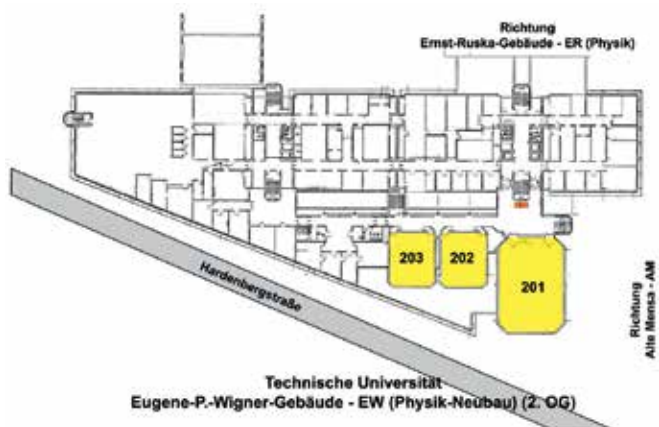 Richtung
Ernst-Ruska-Gebäude - ER (Physik)
203
202
201
Hardenbergstraße
Richtung
Alte Mensa - AM
Technische Universität
Eugene-P.-Wigner-Gebäude - EW (Physik-Neubau) (2. OG)